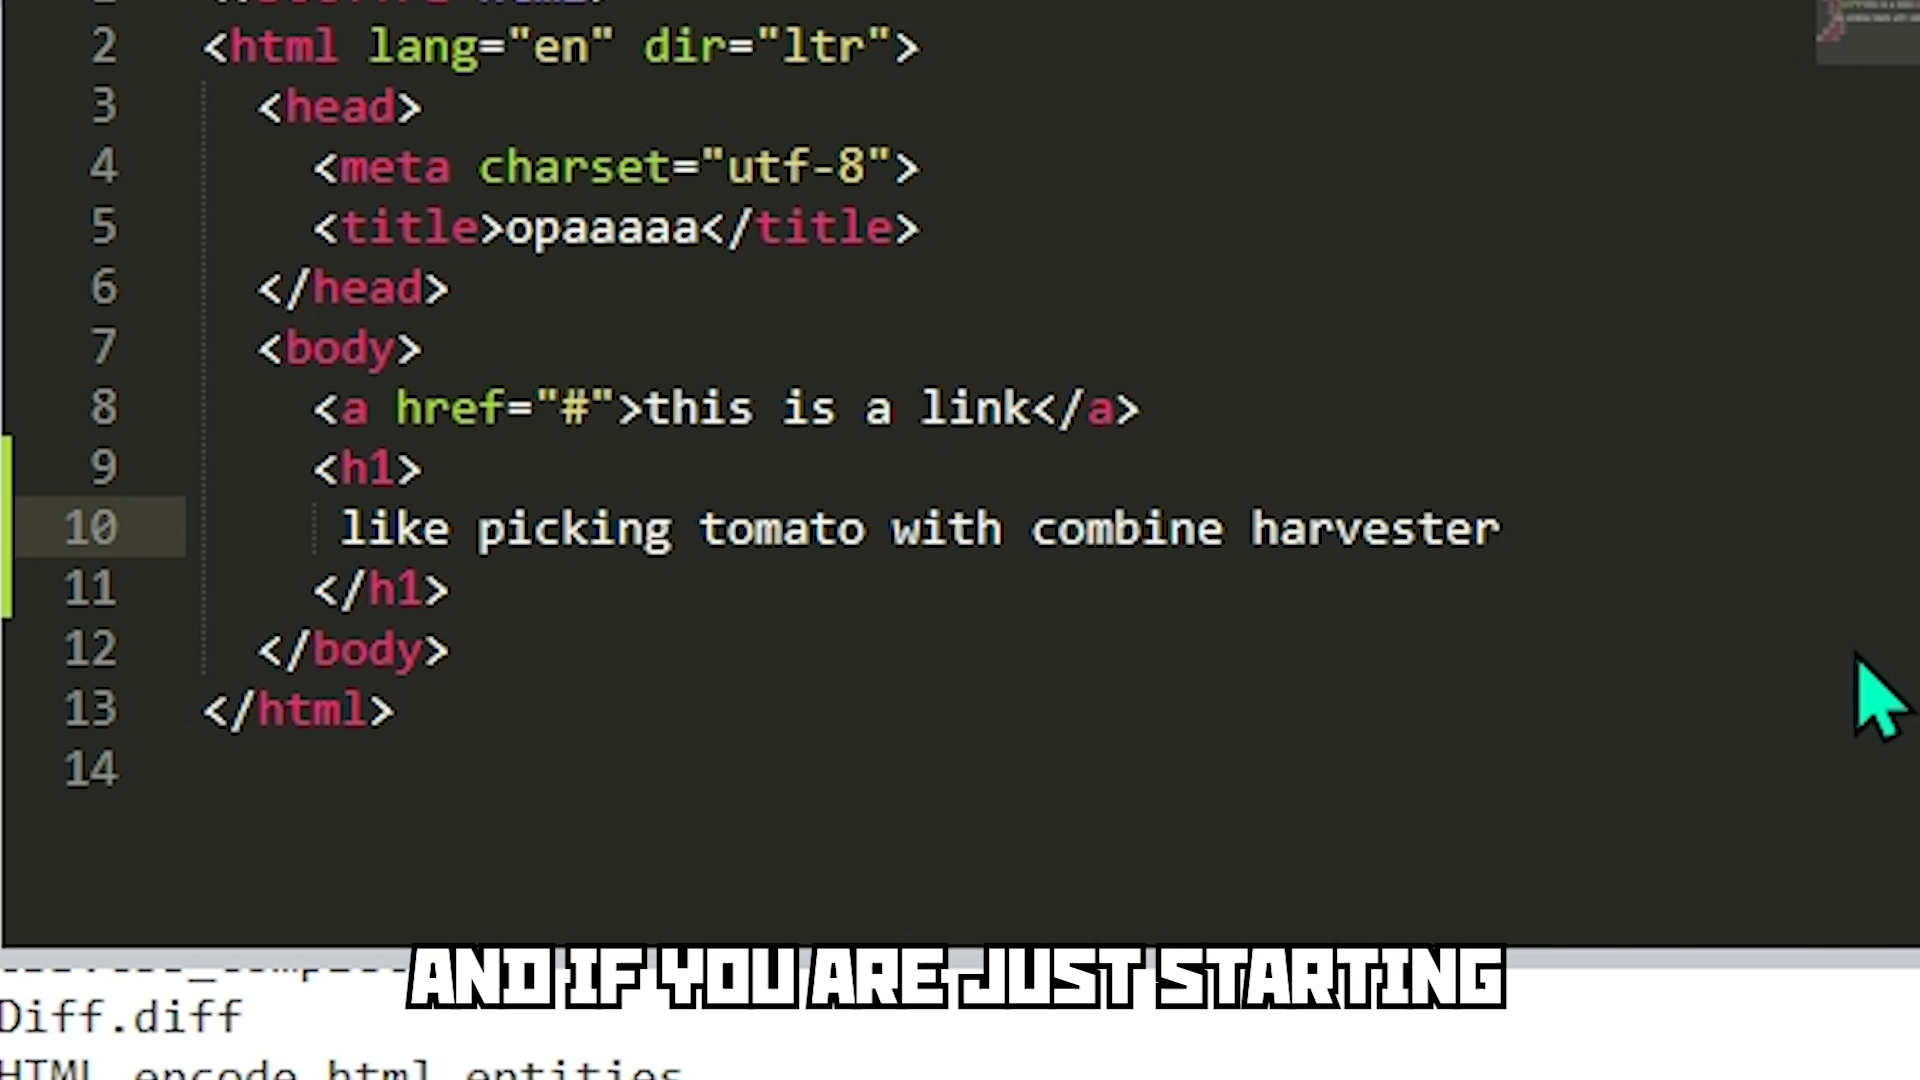 2 <html lang="en" dir="ltr">
3 <head>
4 <meta charset="utf-8">
5 <title>opaaaaa</title>
6 </head>
7 <body>
8 <a href="#">this is a link</a>
9 <h1>
10 like picking tomato with combine harvester
11 </h1>
12 </body>
13 </html>
14
AND IF YOU ARE JUST STARTING
Diff.diff
HTML_encode_html_entities